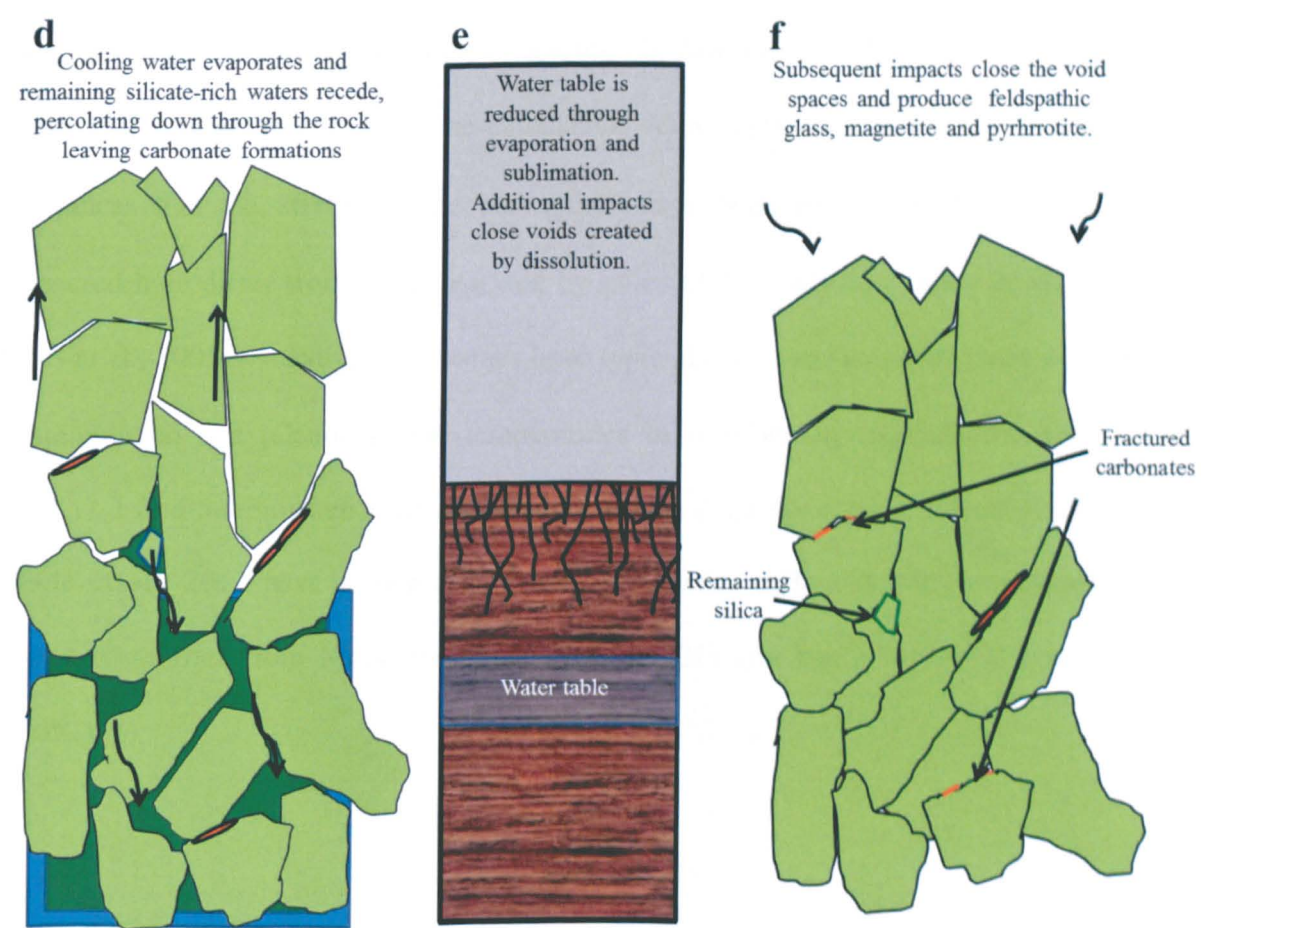 d
Cooling water evaporates and
remaining silicate-rich waters recede,
percolating down through the rock
leaving carbonate formations
e
Water table is
reduced through
evaporation and
sublimation.
Additional impacts
close voids created
by dissolution.
Water table
f
Subsequent impacts close the void
spaces and produce feldspathic
glass, magnetite and pyrhrrotite.
Fractured
carbonates
Remaining
silica